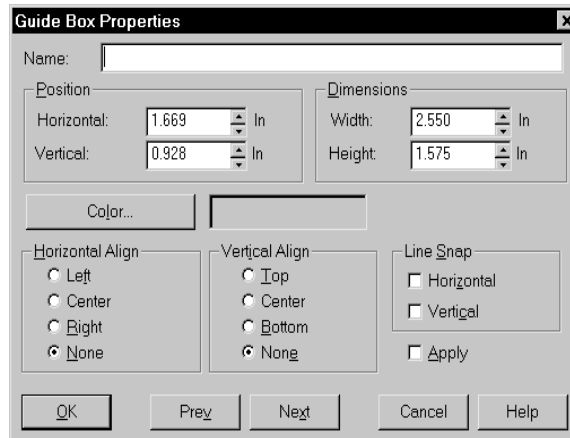 Guide Box Properties
Name:
Position
Horizontal: 1.669 In
Vertical: 0.928 In
Dimensions
Width: 2.550 In
Height: 1.575 In
Color...
Horizontal Align
Left
Center
Right
None
Vertical Align
Top
Center
Bottom
None
Line Snap
Horizontal
Vertical
Apply
OK
Prev
Next
Cancel
Help